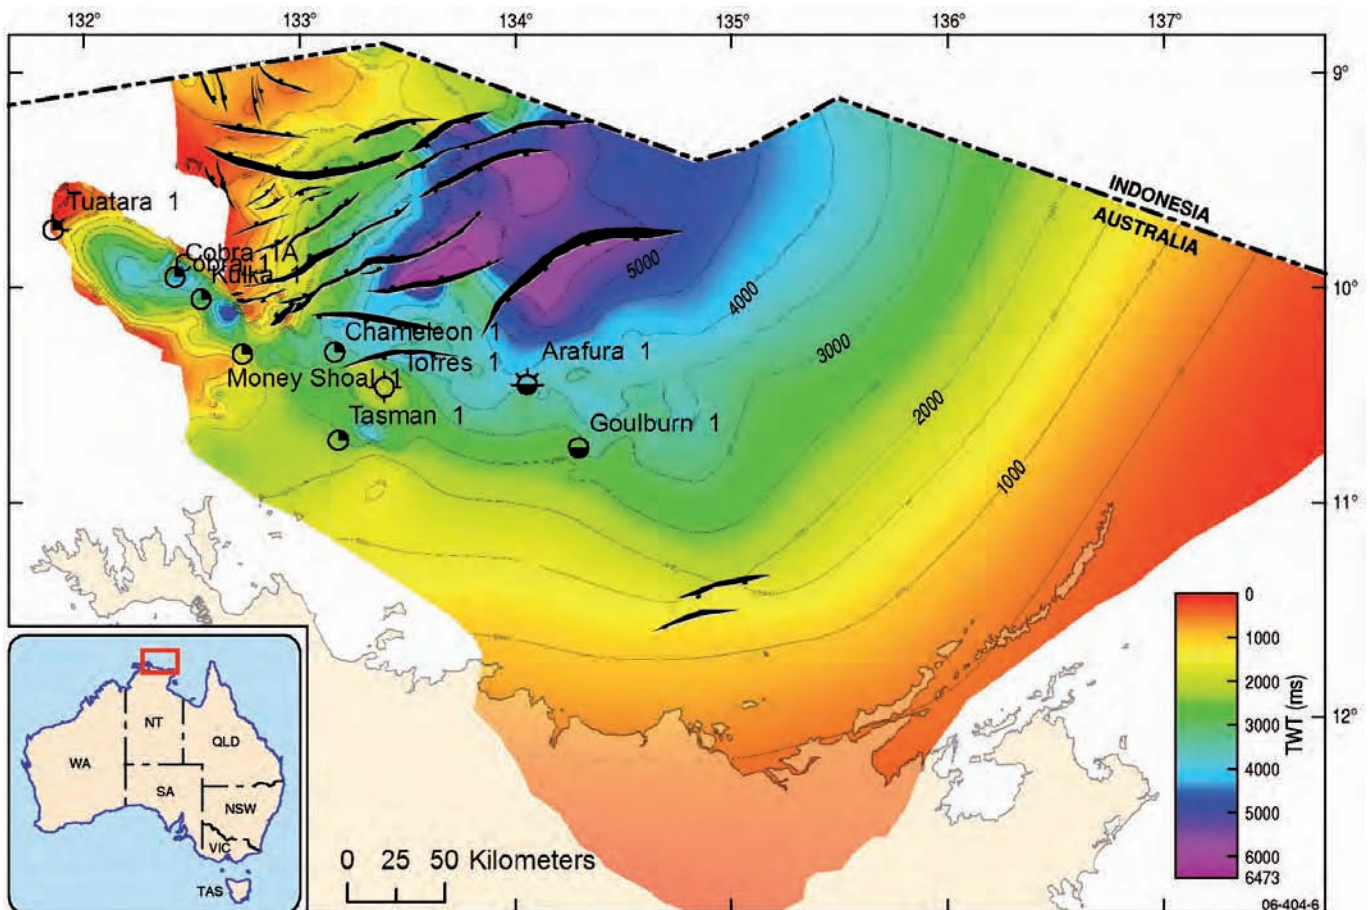 132° 133° 134° 135° 136° 137°
9°
10°
11°
12°
INDONESIA
AUSTRALIA
Tuatara 1
Cobra 1A
Cobra 1
Kulka 1
Chameleon 1
Torres 1
Arafura 1
Money Shoal 1
Tasman 1
Goulburn 1
5000
4000
3000
2000
1000
0
1000
2000
3000
4000
5000
6000
6473
TWT (ms)
NT
WA
QLD
SA
NSW
VIC
TAS
0 25 50 Kilometers
06-404-6